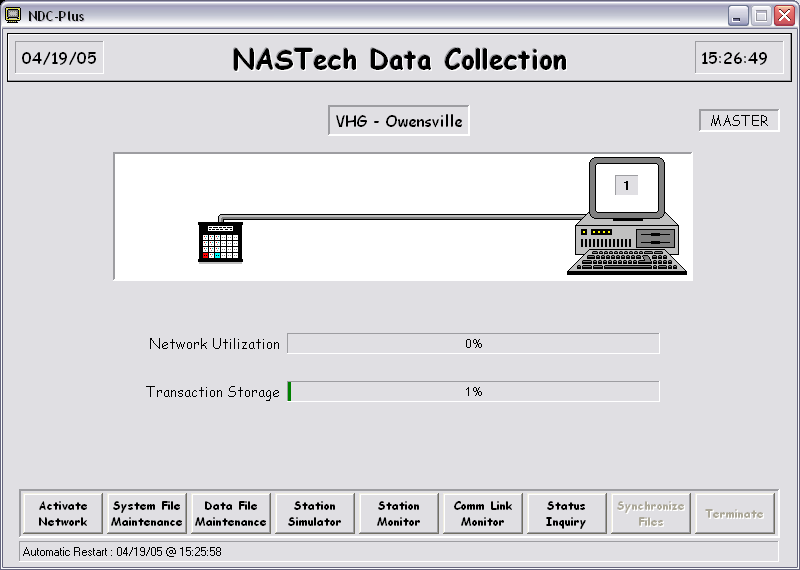 NDC-Plus
04/19/05
NASTech Data Collection
15:26:49
VHG - Owensville
MASTER
1
Network Utilization
0%
Transaction Storage
1%
Activate
Network
System File
Maintenance
Data File
Maintenance
Station
Simulator
Station
Monitor
Comm Link
Monitor
Status
Inquiry
Synchronize
Files
Terminate
Automatic Restart : 04/19/05 @ 15:25:58